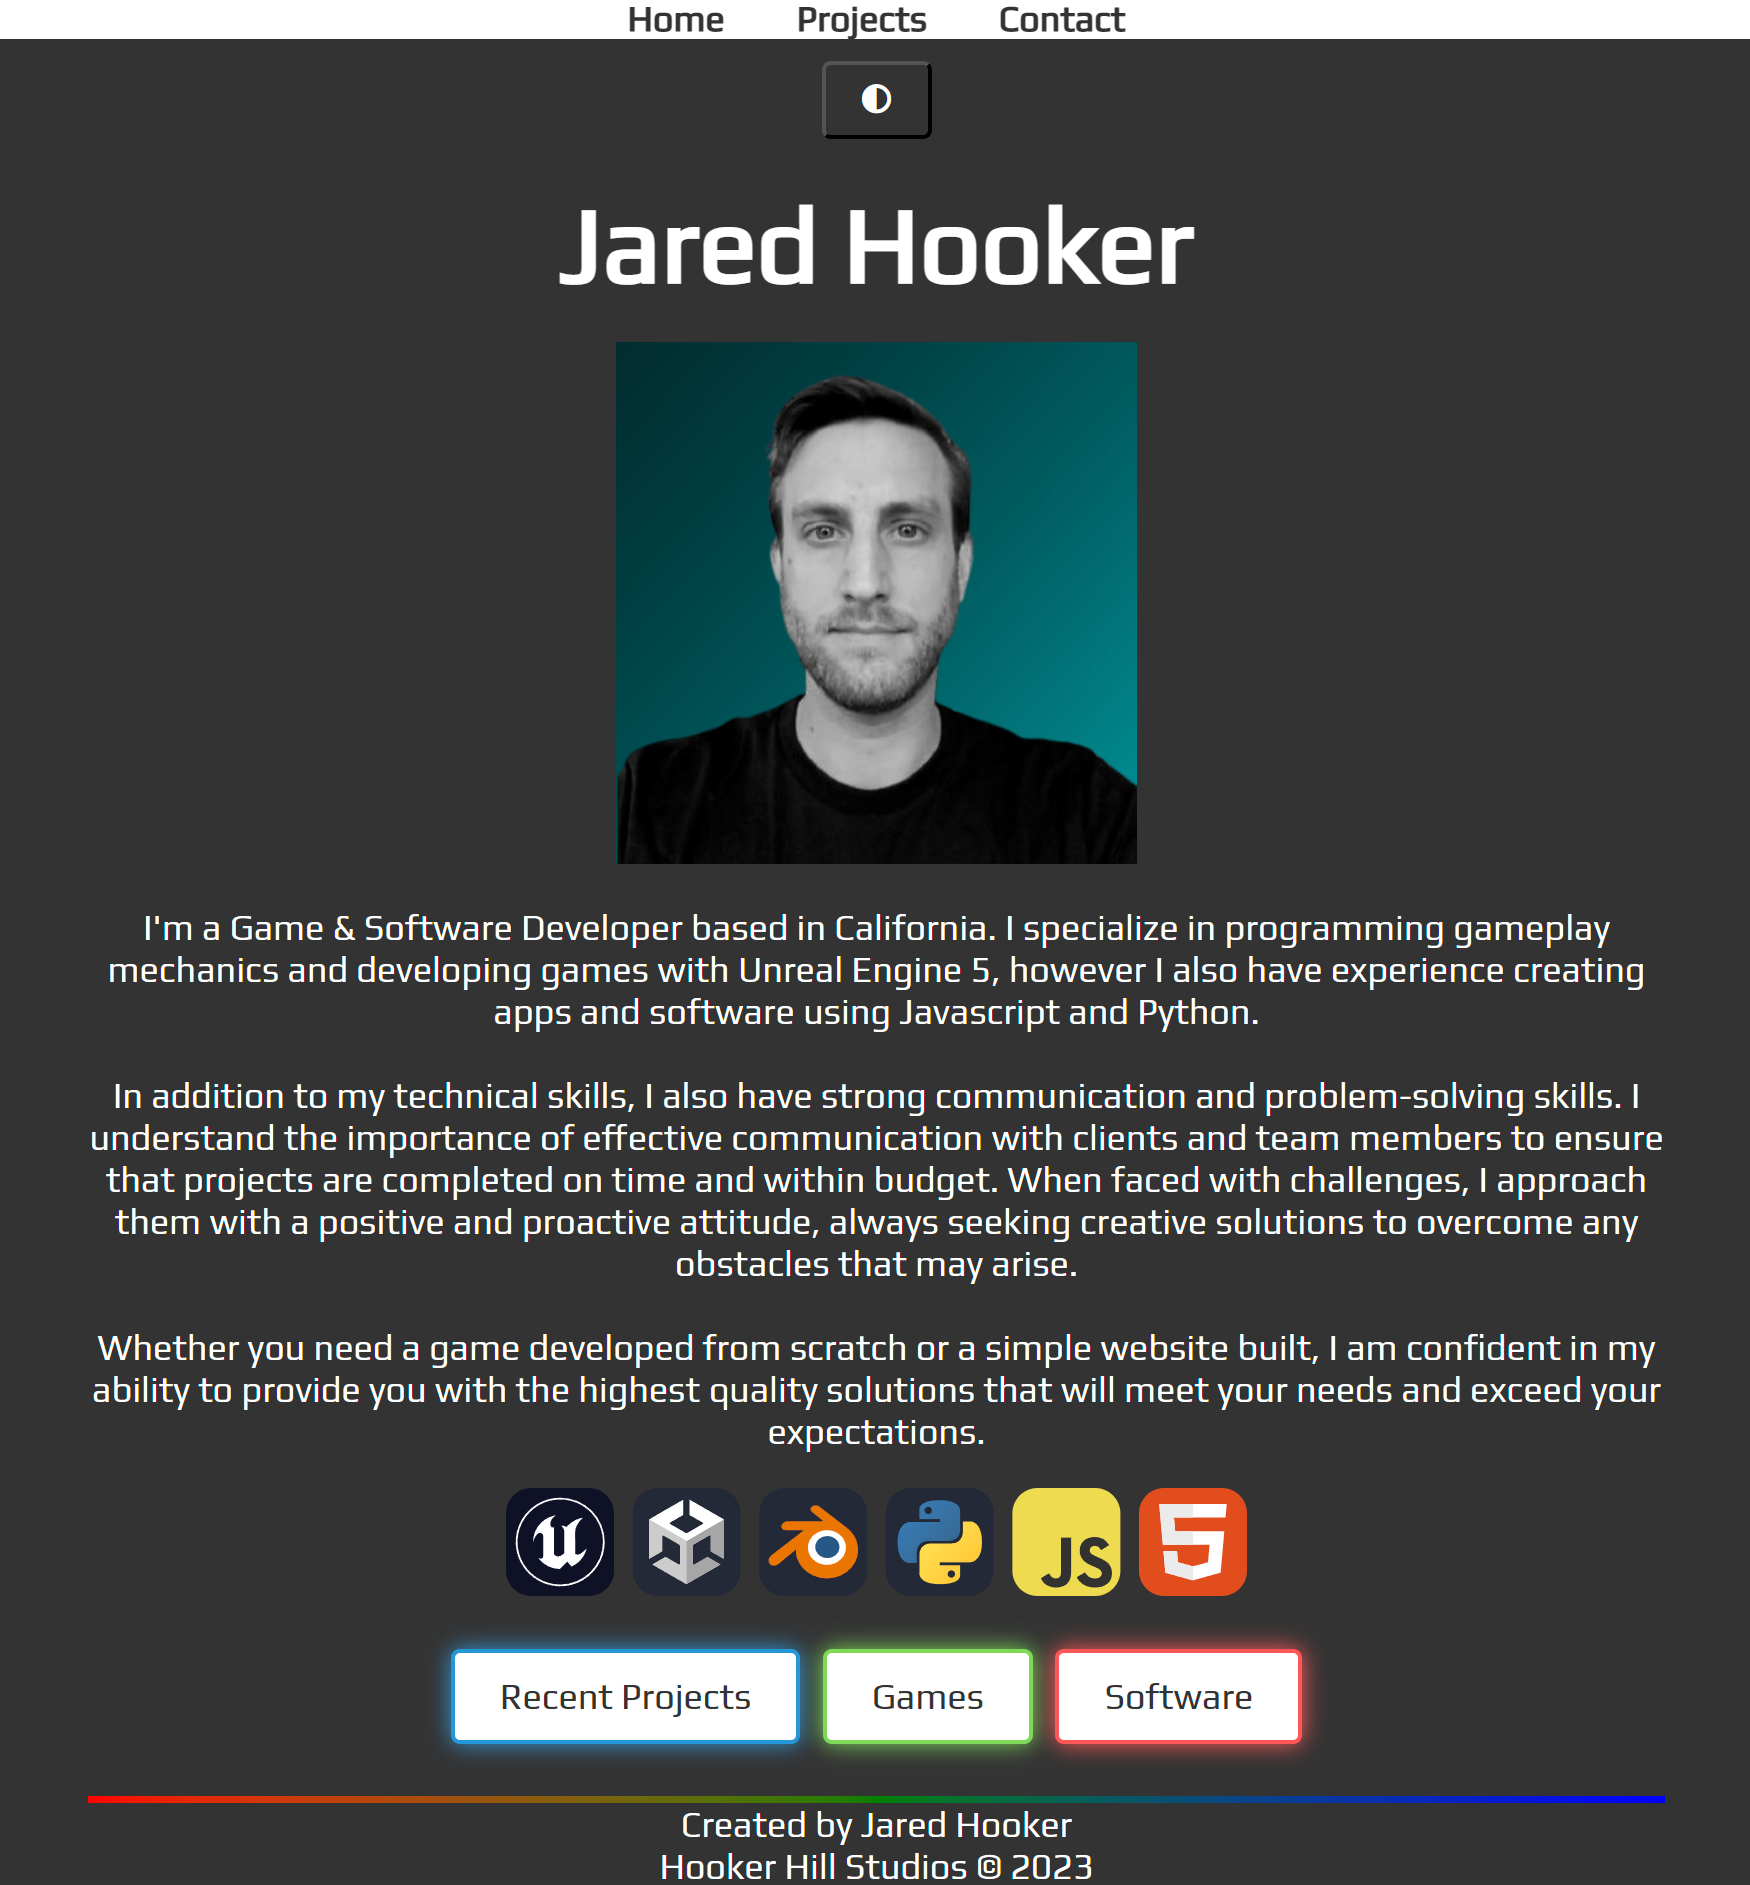 Home Projects Contact
Jared Hooker
I'm a Game & Software Developer based in California. I specialize in programming gameplay
mechanics and developing games with Unreal Engine 5, however I also have experience creating
apps and software using Javascript and Python.
In addition to my technical skills, I also have strong communication and problem-solving skills. I
understand the importance of effective communication with clients and team members to ensure
that projects are completed on time and within budget. When faced with challenges, I approach
them with a positive and proactive attitude, always seeking creative solutions to overcome any
obstacles that may arise.
Whether you need a game developed from scratch or a simple website built, I am confident in my
ability to provide you with the highest quality solutions that will meet your needs and exceed your
expectations.
JS
Recent Projects Games Software
Created by Jared Hooker
Hooker Hill Studios © 2023